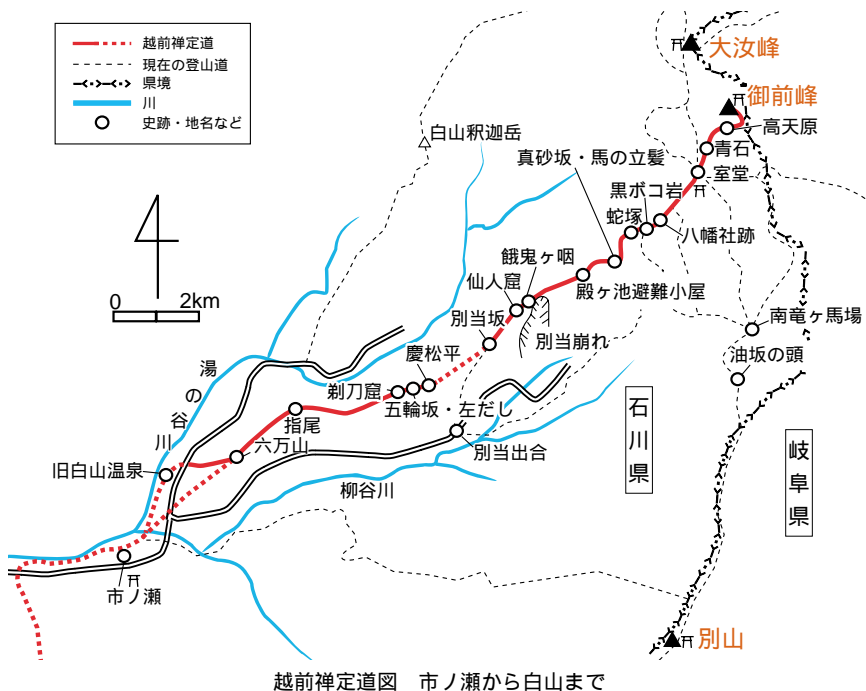 越前禅定道
現在の登山道
県境
川
史跡・地名など
大汝峰
御前峰
高天原
白山釈迦岳
青石
真砂坂・馬の立髪
室堂
黒ボコ岩
蛇塚
八幡社跡
餓鬼ヶ咽
仙人窟
殿ヶ池避難小屋
0 2km
別当坂
別当崩れ
南竜ヶ馬場
油坂の頭
慶松平
湯の谷川
剃刀窟
五輪坂・左だし
指尾
石川県
岐阜県
六万山
別当出合
旧白山温泉
柳谷川
市ノ瀬
別山
越前禅定道図 市ノ瀬から白山まで